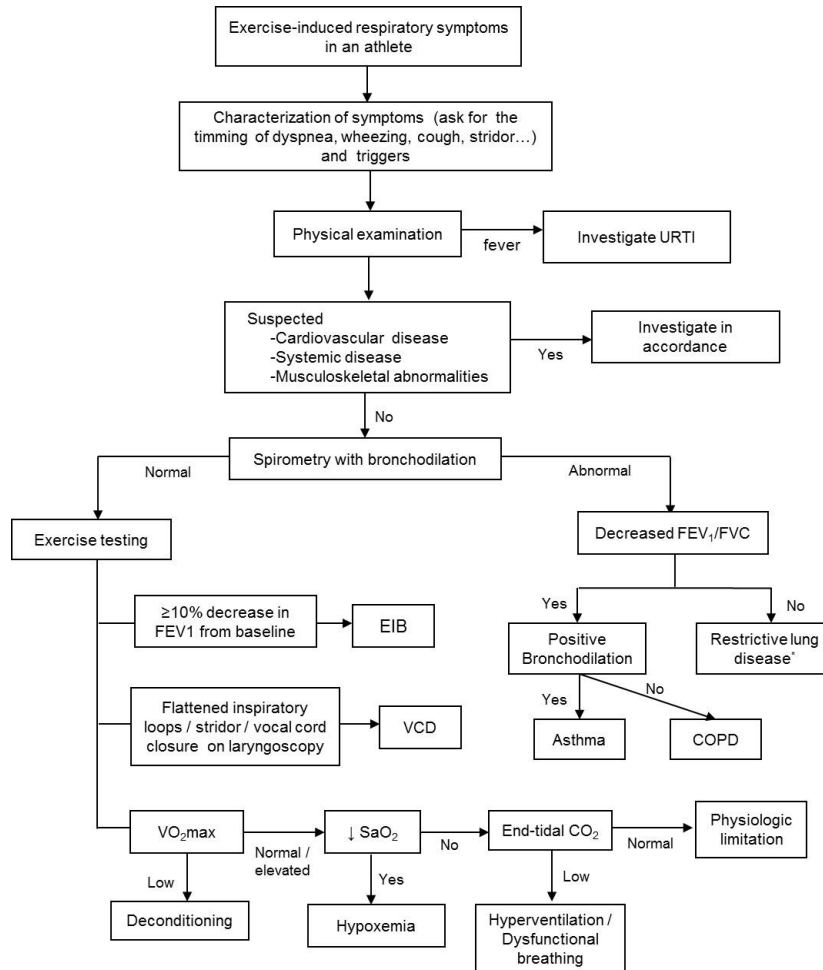 Exercise-induced respiratory symptoms
in an athlete
Characterization of symptoms (ask for the
timming of dyspnea, wheezing, cough, stridor…)
and triggers
Physical examination
fever
Investigate URTI
Suspected
-Cardiovascular disease
-Systemic disease
-Musculoskeletal abnormalities
Yes
Investigate in
accordance
No
Spirometry with bronchodilation
Normal
Abnormal
Exercise testing
Decreased FEV₁/FVC
≥10% decrease in
FEV1 from baseline
EIB
Yes
No
Positive
Bronchodilation
Restrictive lung
disease*
Flattened inspiratory
loops / stridor / vocal cord
closure on laryngoscopy
VCD
Yes
No
Asthma
COPD
VO₂max
Normal /
elevated
↓ SaO₂
No
End-tidal CO₂
Normal
Physiologic
limitation
Low
Yes
Low
Deconditioning
Hypoxemia
Hyperventilation /
Dysfunctional
breathing